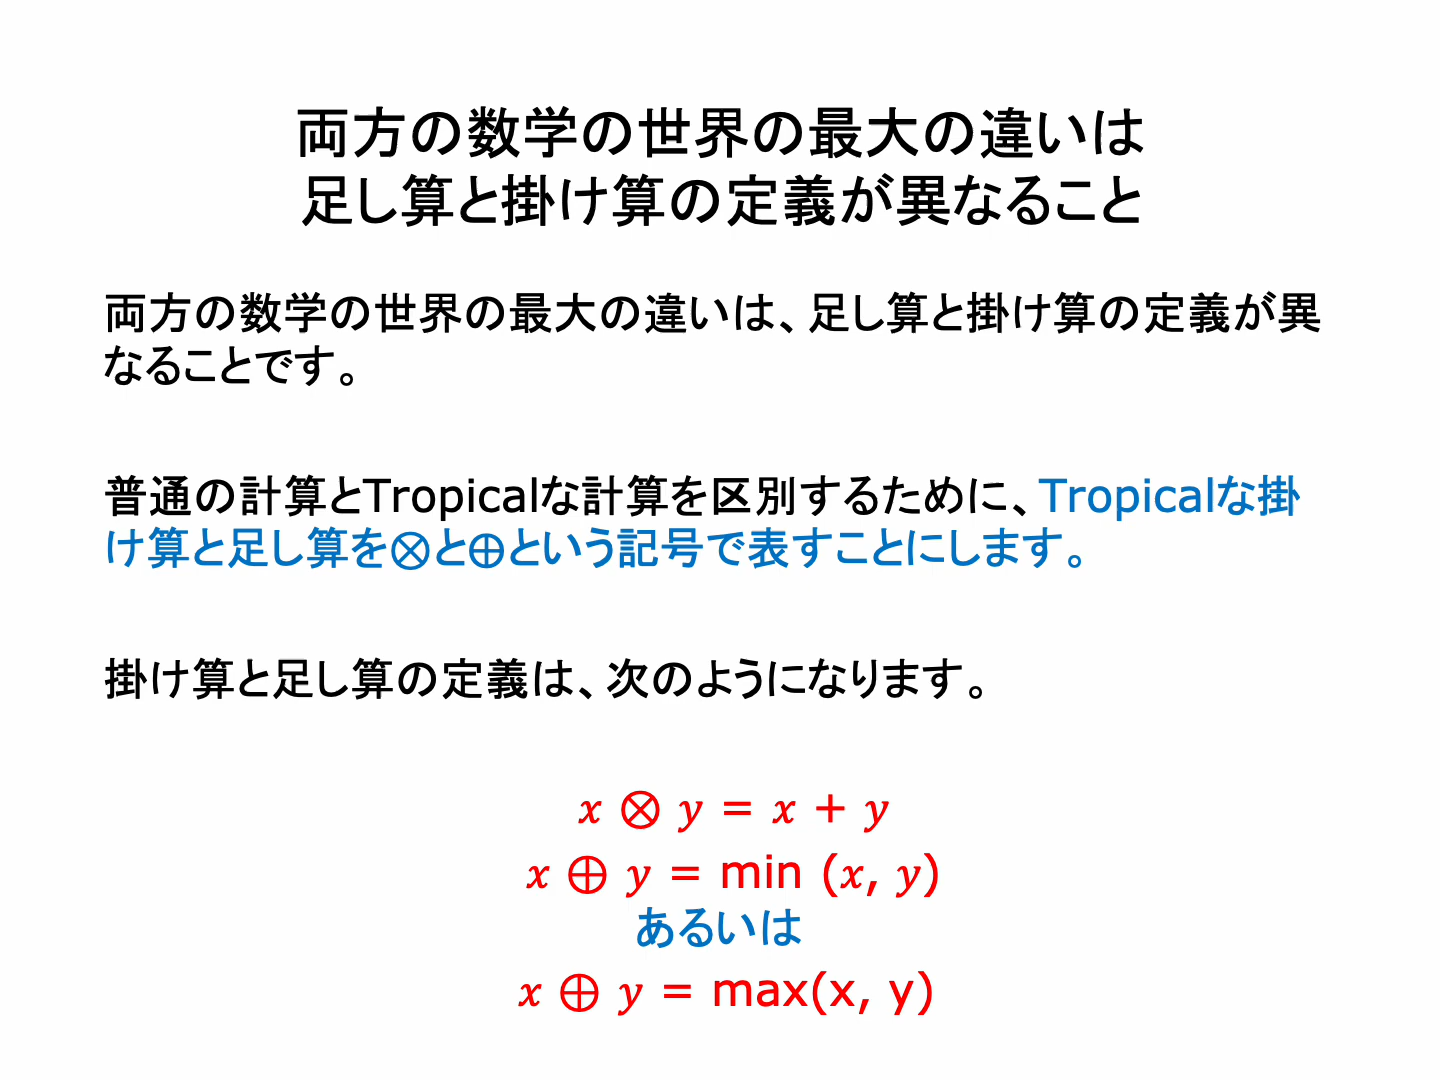 両方の数学の世界の最大の違いは
足し算と掛け算の定義が異なること
両方の数学の世界の最大の違いは、足し算と掛け算の定義が異
なることです。
普通の計算とTropicalな計算を区別するために、Tropicalな掛
け算と足し算を⊗と⊕という記号で表すことにします。
掛け算と足し算の定義は、次のようになります。
𝑥 ⊗ 𝑦 = 𝑥 + 𝑦
𝑥 ⊕ 𝑦 = min (𝑥, 𝑦)
あるいは
𝑥 ⊕ 𝑦 = max(x, y)